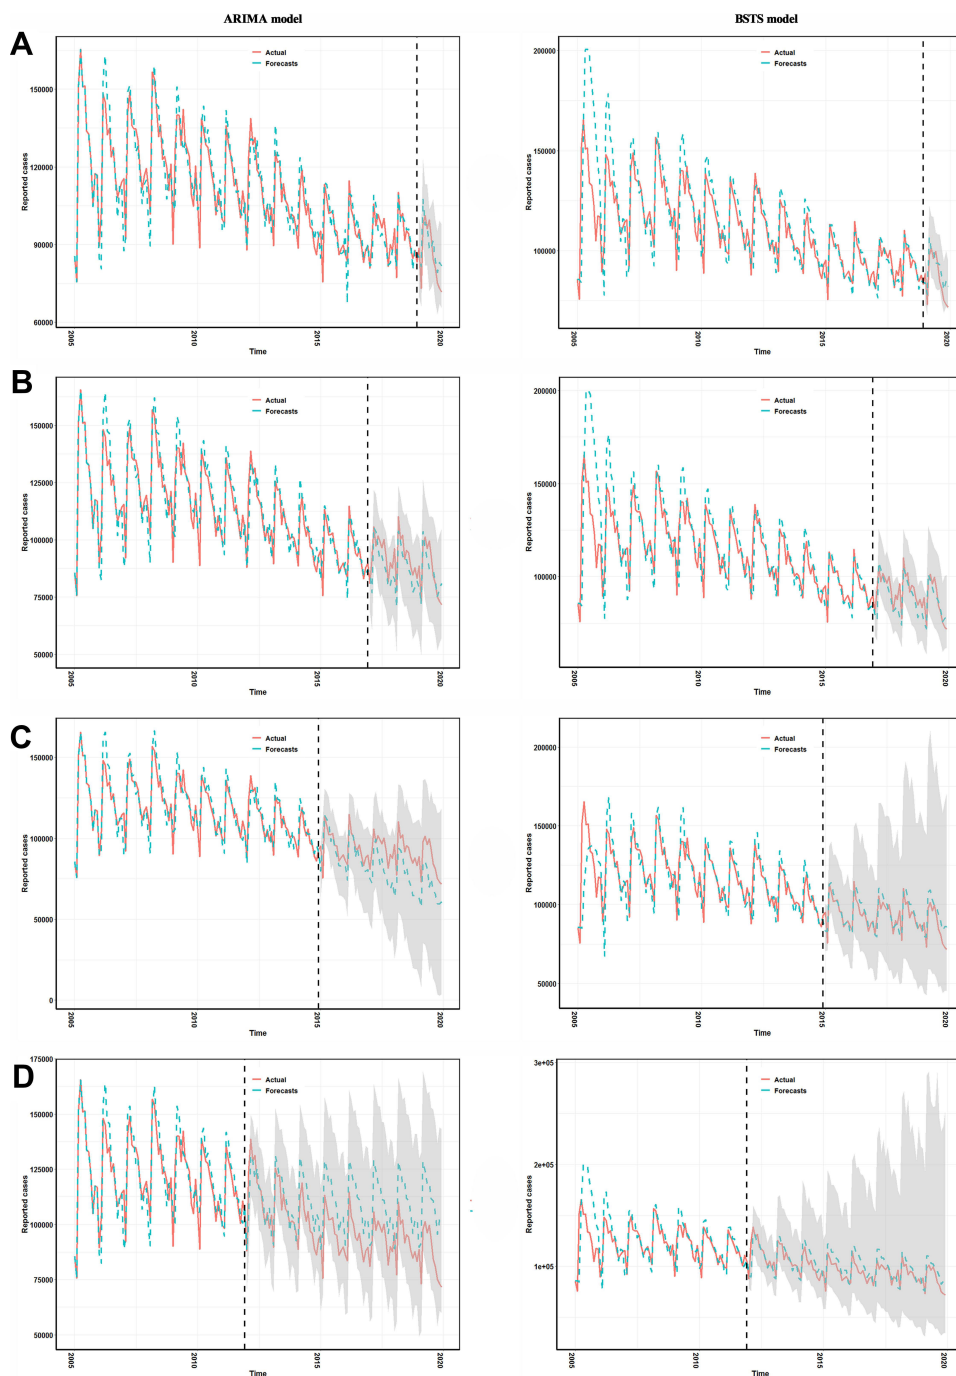 ARIMA model
BSTS model
A
Reported cases
150000
120000
90000
60000
Actual
Forecasts
2005
2010
2015
2020
Time
Reported cases
200000
150000
100000
Actual
Forecasts
2005
2010
2015
2020
Time
B
Reported cases
150000
125000
100000
75000
50000
Actual
Forecasts
2005
2010
2015
2020
Time
Reported cases
200000
150000
100000
Actual
Forecasts
2005
2010
2015
2020
Time
C
Reported cases
150000
100000
50000
0
Actual
Forecasts
2005
2010
2015
2020
Time
Reported cases
200000
150000
100000
50000
Actual
Forecasts
2005
2010
2015
2020
Time
D
Reported cases
175000
150000
125000
100000
75000
50000
Actual
Forecasts
2005
2010
2015
2020
Time
Reported cases
3e+05
2e+05
1e+05
Actual
Forecasts
2005
2010
2015
2020
Time